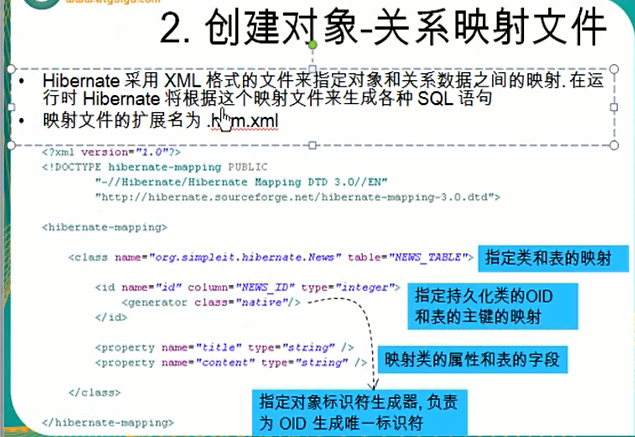 2. 创建对象-关系映射文件
• Hibernate 采用 XML 格式的文件来指定对象和关系数据之间的映射. 在运
行时 Hibernate 将根据这个映射文件来生成各种 SQL 语句
• 映射文件的扩展名为 .hbm.xml
<?xml version="1.0"?>
<!DOCTYPE hibernate-mapping PUBLIC
"-//Hibernate/Hibernate Mapping DTD 3.0//EN"
"http://hibernate.sourceforge.net/hibernate-mapping-3.0.dtd">
<hibernate-mapping>
<class name="org.simpleit.hibernate.News" table="NEWS_TABLE">
指定类和表的映射
<id name="id" column="NEWS_ID" type="integer">
<generator class="native"/>
</id>
指定持久化类的OID
和表的主键的映射
<property name="title" type="string" />
<property name="content" type="string" />
映射类的属性和表的字段
</class>
指定对象标识符生成器, 负责
为 OID 生成唯一标识符
</hibernate-mapping>